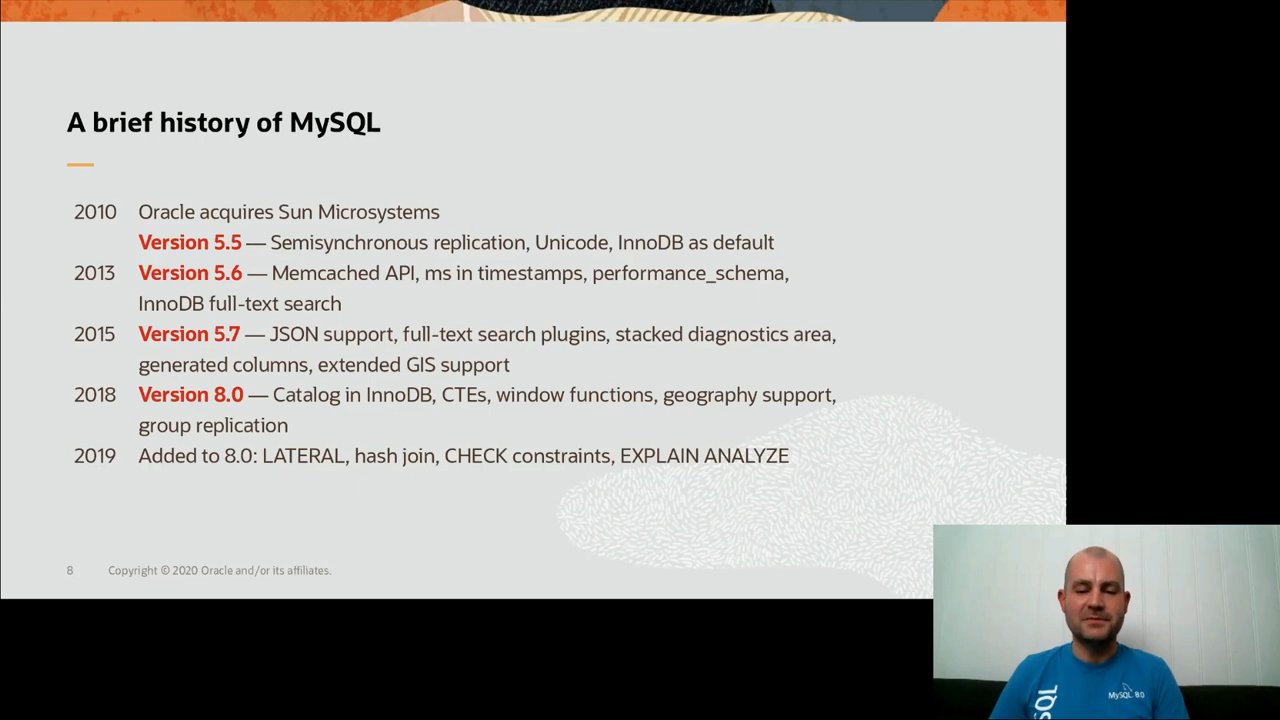 A brief history of MySQL
2010 Oracle acquires Sun Microsystems
Version 5.5 — Semisynchronous replication, Unicode, InnoDB as default
2013 Version 5.6 — Memcached API, ms in timestamps, performance_schema,
InnoDB full-text search
2015 Version 5.7 — JSON support, full-text search plugins, stacked diagnostics area,
generated columns, extended GIS support
2018 Version 8.0 — Catalog in InnoDB, CTEs, window functions, geography support,
group replication
2019 Added to 8.0: LATERAL, hash join, CHECK constraints, EXPLAIN ANALYZE
8 Copyright © 2020 Oracle and/or its affiliates.
SQL
MySQL 8.0